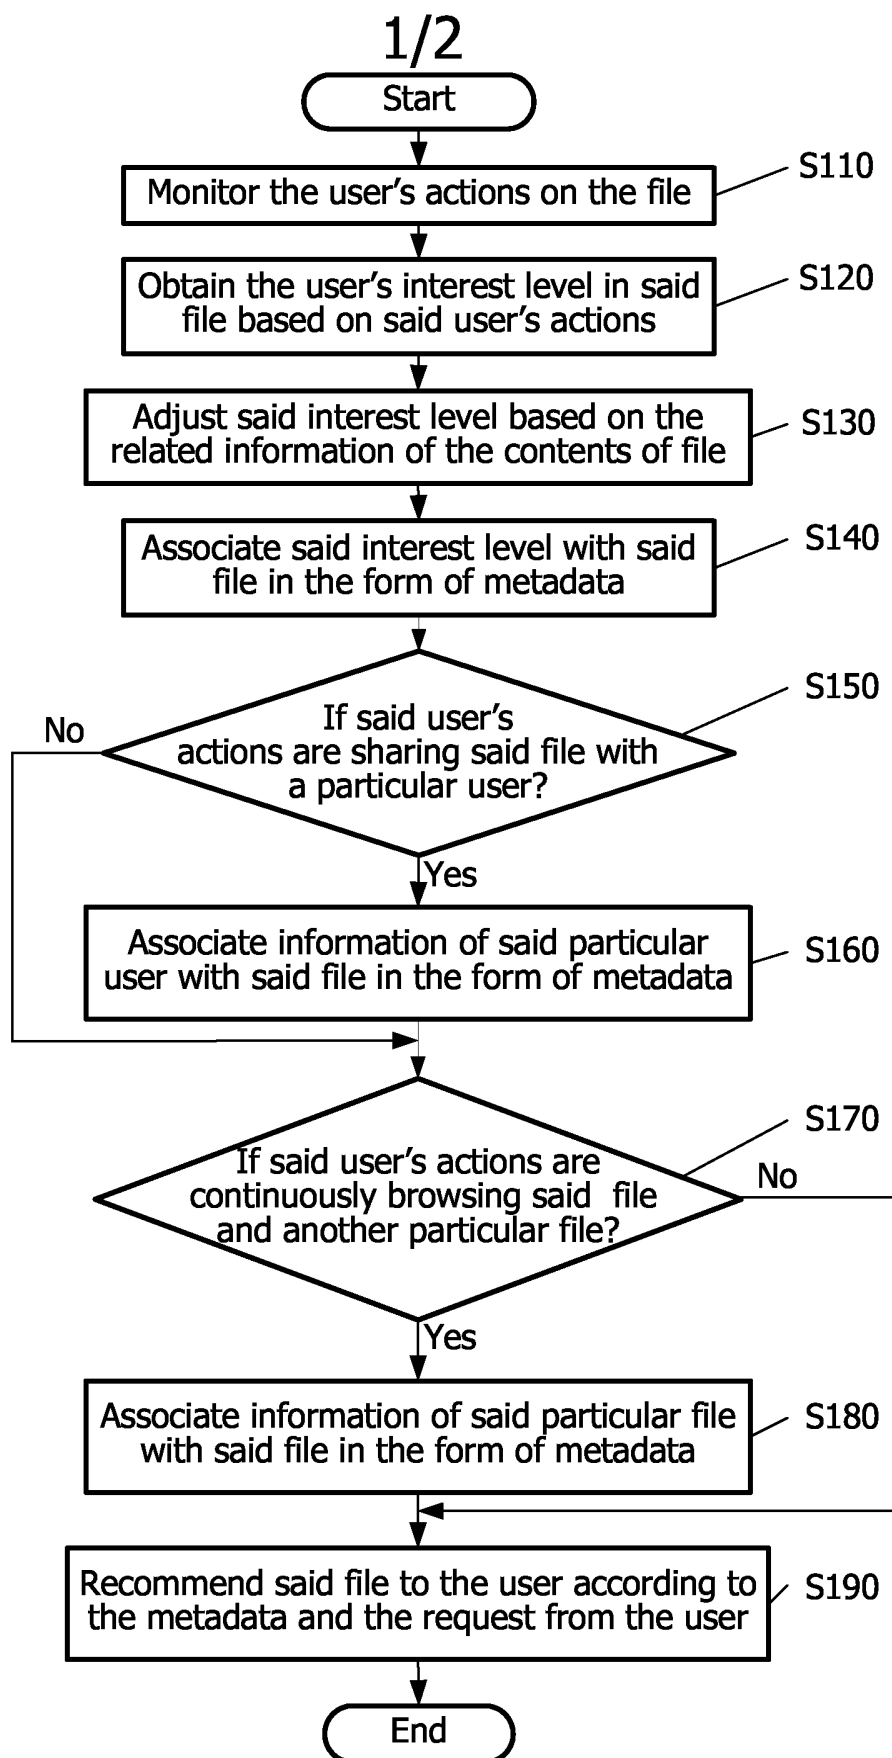 1/2
Start
Monitor the user's actions on the file
S110
Obtain the user's interest level in said
file based on said user's actions
S120
Adjust said interest level based on the
related information of the contents of file
S130
Associate said interest level with said
file in the form of metadata
S140
If said user's
actions are sharing said file with
a particular user?
S150
No
Yes
Associate information of said particular
user with said file in the form of metadata
S160
If said user's actions are
continuously browsing said file
and another particular file?
S170
No
Yes
Associate information of said particular file
with said file in the form of metadata
S180
Recommend said file to the user according to
the metadata and the request from the user
S190
End